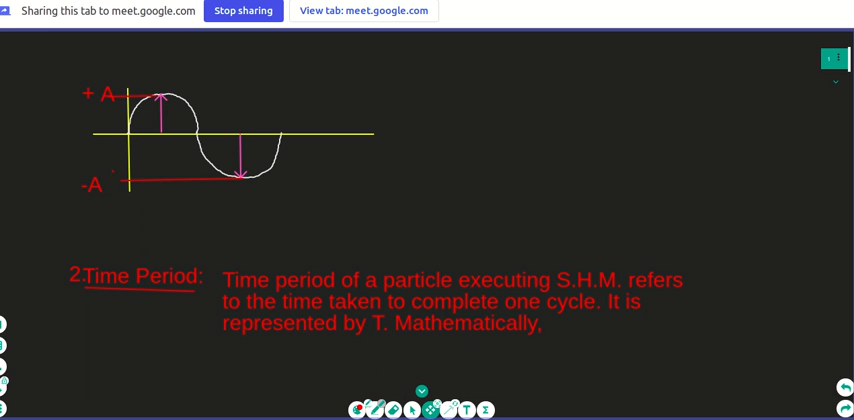 Sharing this tab to meet.google.com
Stop sharing
View tab: meet.google.com
1
+ A
-A
2.Time Period:
Time period of a particle executing S.H.M. refers
to the time taken to complete one cycle. It is
represented by T. Mathematically,
T
Σ